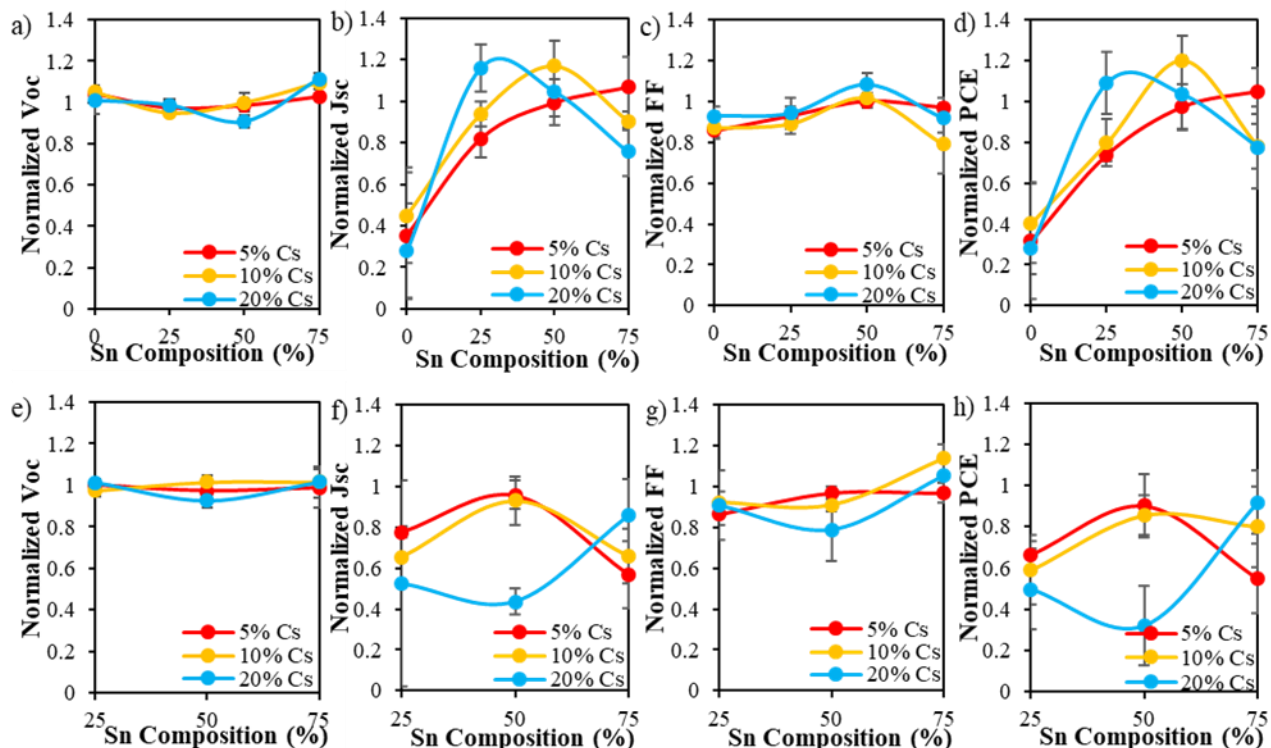 a)
Normalized Voc
1.4
1.2
1
0.8
0.6
0.4
0.2
0
0 25 50 75
Sn Composition (%)
5% Cs
10% Cs
20% Cs
b)
Normalized Jsc
1.4
1.2
1
0.8
0.6
0.4
0.2
0
0 25 50 75
Sn Composition (%)
5% Cs
10% Cs
20% Cs
c)
Normalized FF
1.4
1.2
1
0.8
0.6
0.4
0.2
0
0 25 50 75
Sn Composition (%)
5% Cs
10% Cs
20% Cs
d)
Normalized PCE
1.4
1.2
1
0.8
0.6
0.4
0.2
0
0 25 50 75
Sn Composition (%)
5% Cs
10% Cs
20% Cs
e)
Normalized Voc
1.4
1.2
1
0.8
0.6
0.4
0.2
0
25 50 75
Sn Composition (%)
5% Cs
10% Cs
20% Cs
f)
Normalized Jsc
1.4
1.2
1
0.8
0.6
0.4
0.2
0
25 50 75
Sn Composition (%)
5% Cs
10% Cs
20% Cs
g)
Normalized FF
1.4
1.2
1
0.8
0.6
0.4
0.2
0
25 50 75
Sn Composition (%)
5% Cs
10% Cs
20% Cs
h)
Normalized PCE
1.4
1.2
1
0.8
0.6
0.4
0.2
0
25 50 75
Sn Composition (%)
5% Cs
10% Cs
20% Cs